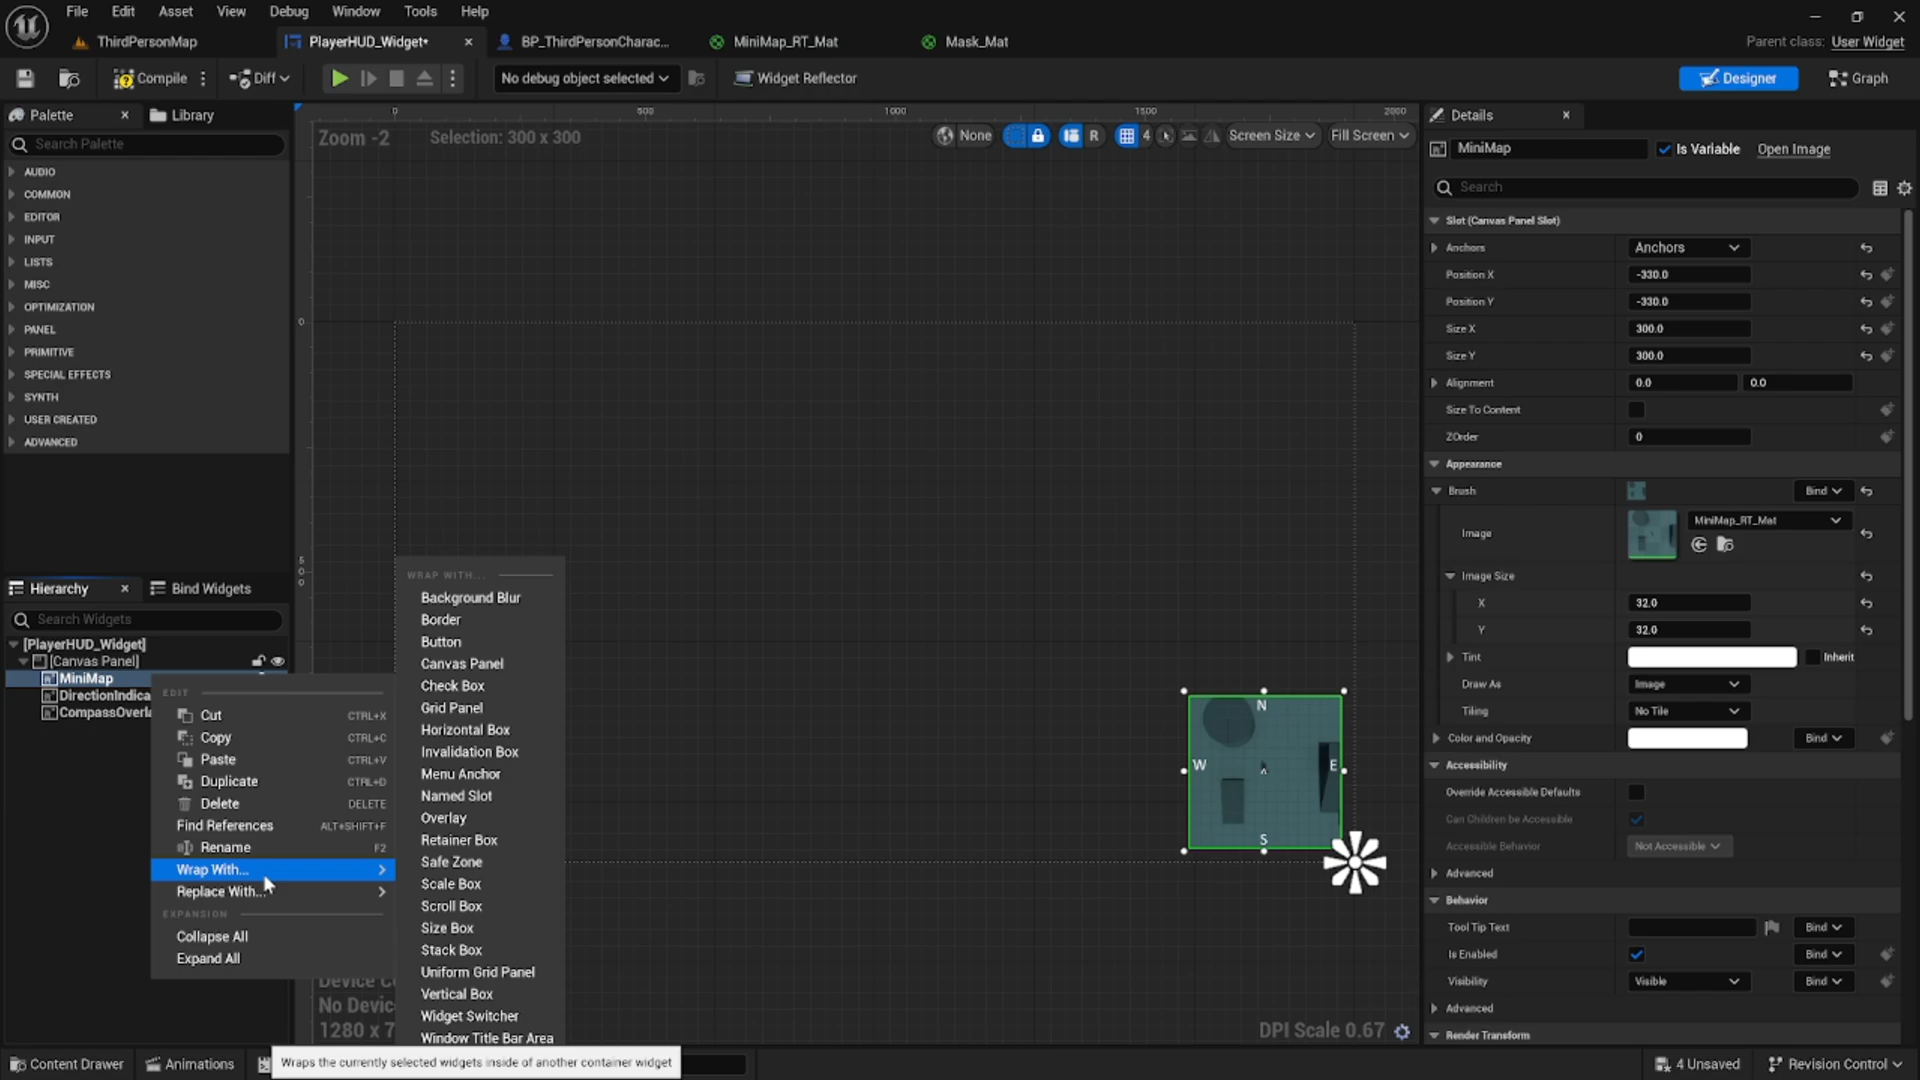 File Edit Asset View Debug Window Tools Help
ThirdPersonMap PlayerHUD_Widget* BP_ThirdPersonCharac... MiniMap_RT_Mat Mask_Mat Parent class: User Widget
Compile Diff No debug object selected Widget Reflector Designer Graph
Palette Library
Search Palette
AUDIO
COMMON
EDITOR
INPUT
LISTS
MISC
OPTIMIZATION
PANEL
PRIMITIVE
SPECIAL EFFECTS
SYNTH
USER CREATED
ADVANCED
Hierarchy Bind Widgets
Search Widgets
[PlayerHUD_Widget]
[Canvas Panel]
MiniMap
DirectionIndica
CompassOverla
EDIT
Cut CTRL+X
Copy CTRL+C
Paste CTRL+V
Duplicate CTRL+D
Delete DELETE
Find References ALT+SHIFT+F
Rename F2
Wrap With...
Replace With...
EXPANSION
Collapse All
Expand All
WRAP WITH...
Background Blur
Border
Button
Canvas Panel
Check Box
Grid Panel
Horizontal Box
Invalidation Box
Menu Anchor
Named Slot
Overlay
Retainer Box
Safe Zone
Scale Box
Scroll Box
Size Box
Stack Box
Uniform Grid Panel
Vertical Box
Widget Switcher
Window Title Bar Area
0 500 1000 1500 2000
Zoom -2 Selection: 300 x 300 None R 4 Screen Size Fill Screen
0
5
0
0
N
W E
S
No Devic
1280 x 7
DPI Scale 0.67
Details
MiniMap Is Variable Open Image
Search
Slot (Canvas Panel Slot)
Anchors Anchors
Position X -330.0
Position Y -330.0
Size X 300.0
Size Y 300.0
Alignment 0.0 0.0
Size To Content
ZOrder 0
Appearance
Brush Bind
Image MiniMap_RT_Mat
Image Size
X 32.0
Y 32.0
Tint Inherit
Draw As Image
Tiling No Tile
Color and Opacity Bind
Accessibility
Override Accessible Defaults
Can Children be Accessible
Accessible Behavior Not Accessible
Advanced
Behavior
Tool Tip Text Bind
Is Enabled Bind
Visibility Visible Bind
Advanced
Render Transform
Content Drawer Animations Wraps the currently selected widgets inside of another container widget 4 Unsaved Revision Control